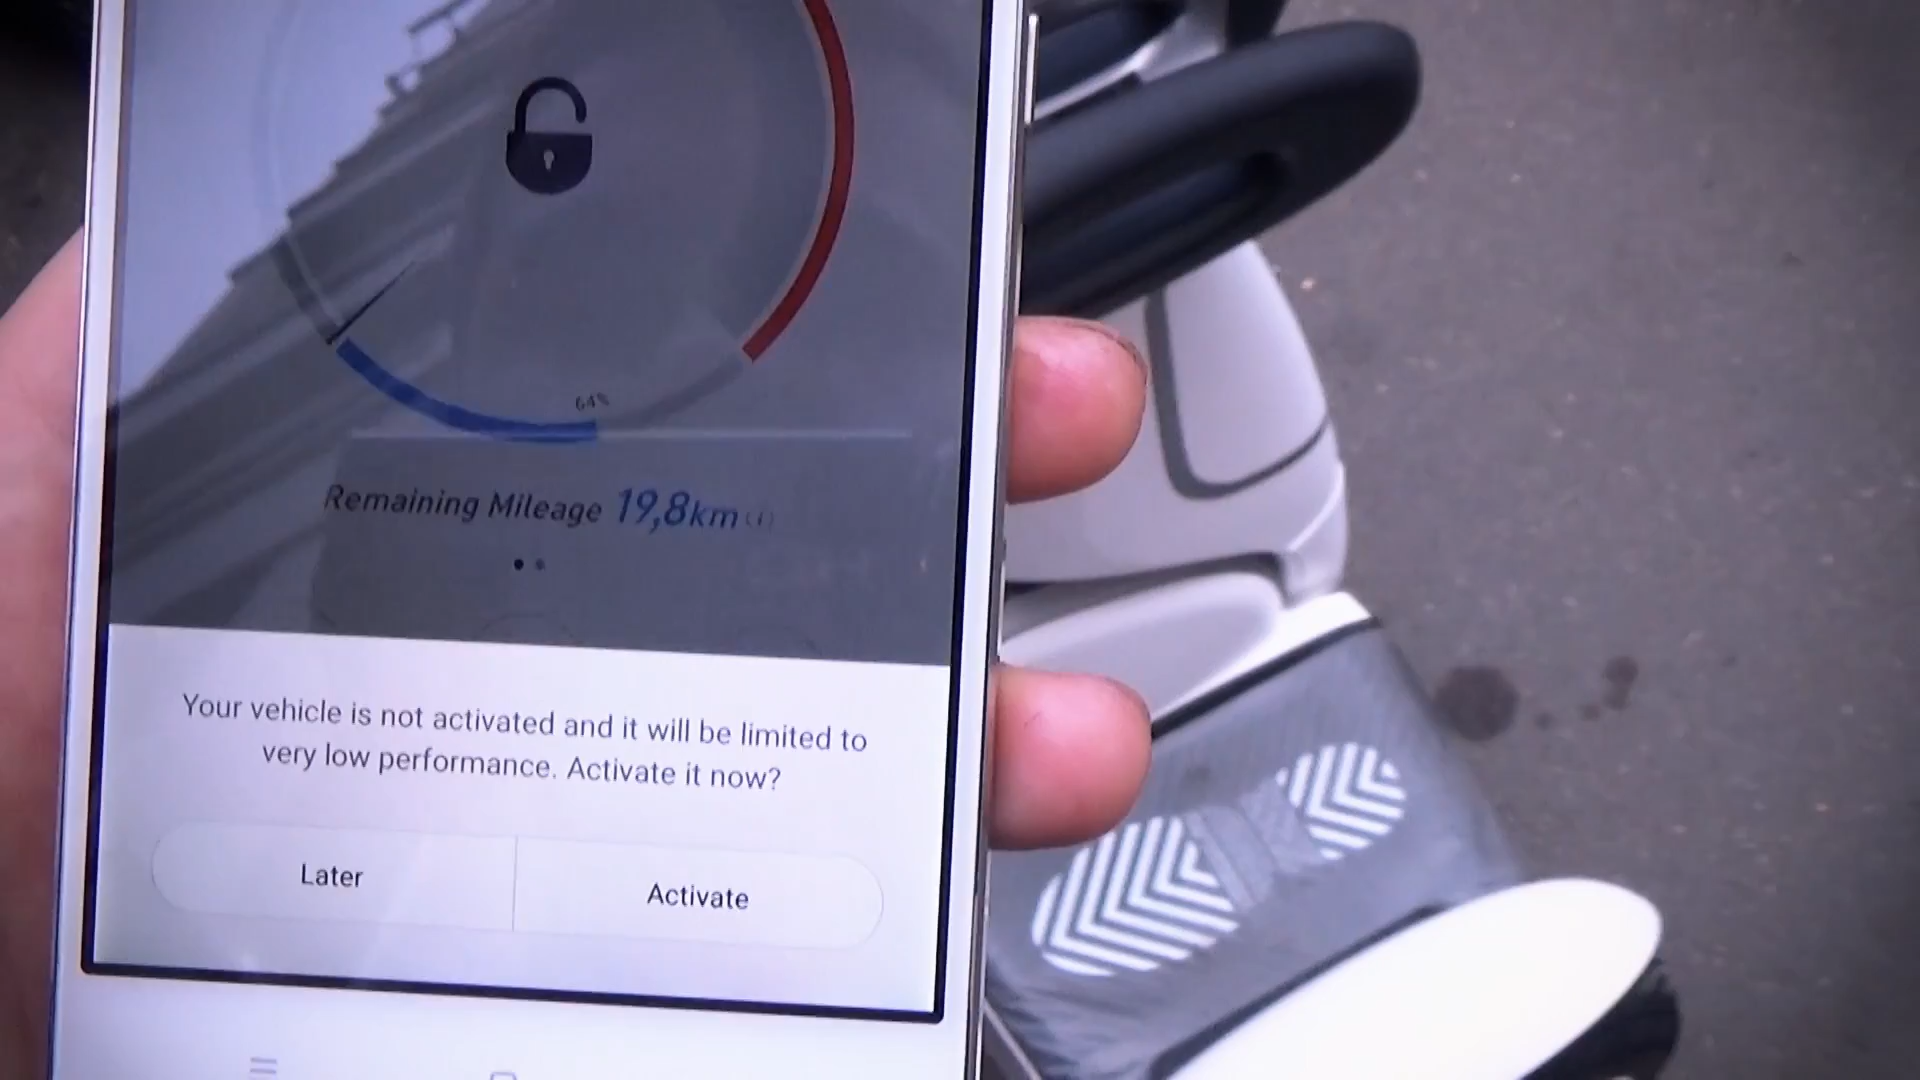 64%
Remaining Mileage 19,8km (i)
Your vehicle is not activated and it will be limited to
very low performance. Activate it now?
Later
Activate